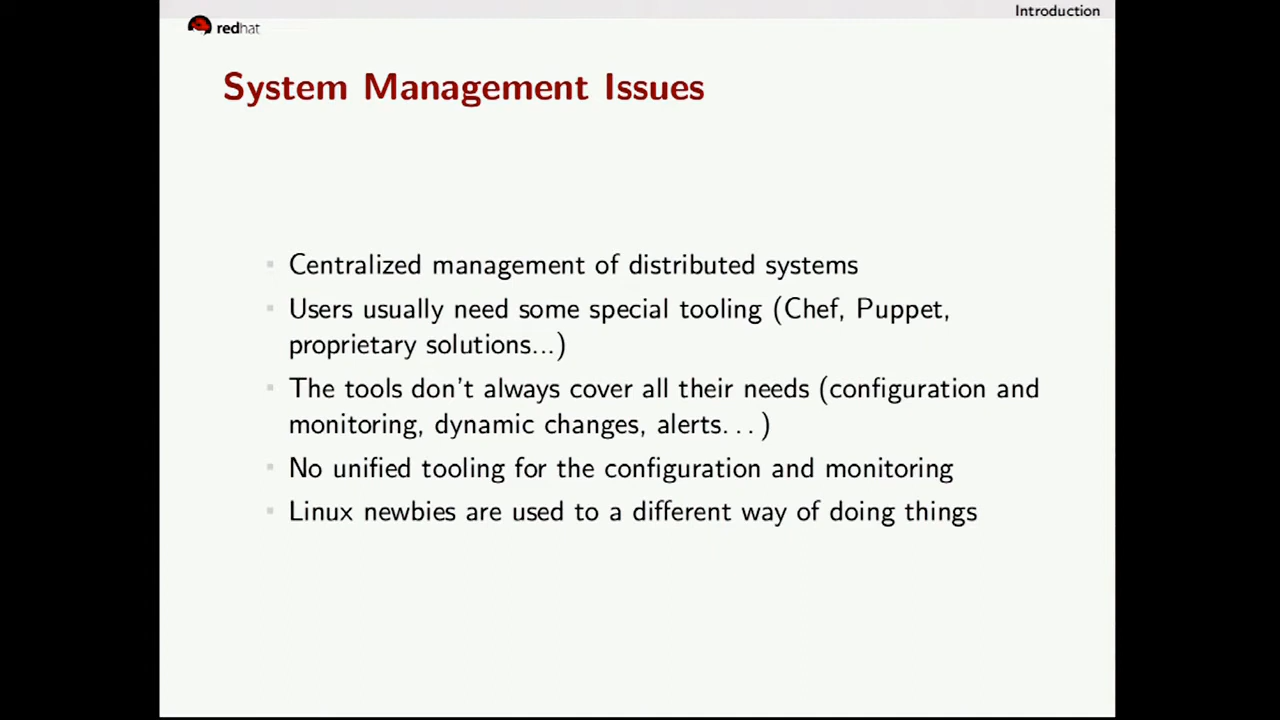 Introduction
redhat
System Management Issues
Centralized management of distributed systems
Users usually need some special tooling (Chef, Puppet,
proprietary solutions...)
The tools don't always cover all their needs (configuration and
monitoring, dynamic changes, alerts...)
No unified tooling for the configuration and monitoring
Linux newbies are used to a different way of doing things